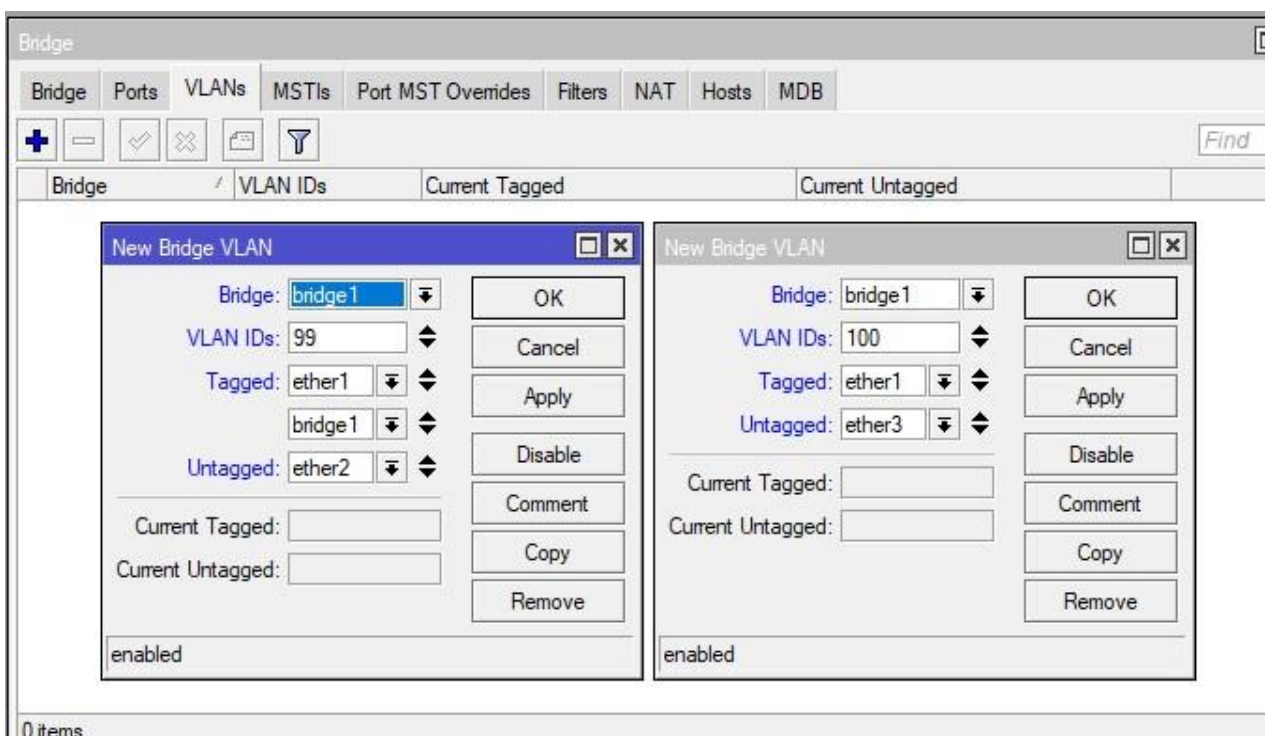 Bridge
Bridge Ports VLANs MSTIs Port MST Overrides Filters NAT Hosts MDB
Find
Bridge VLAN IDs Current Tagged Current Untagged
New Bridge VLAN
Bridge: bridge1 OK
VLAN IDs: 99 Cancel
Tagged: ether1 Apply
bridge1
Untagged: ether2 Disable
Current Tagged: Comment
Current Untagged: Copy
Remove
enabled
New Bridge VLAN
Bridge: bridge1 OK
VLAN IDs: 100 Cancel
Tagged: ether1 Apply
Untagged: ether3 Disable
Current Tagged: Comment
Current Untagged: Copy
Remove
enabled
0 items